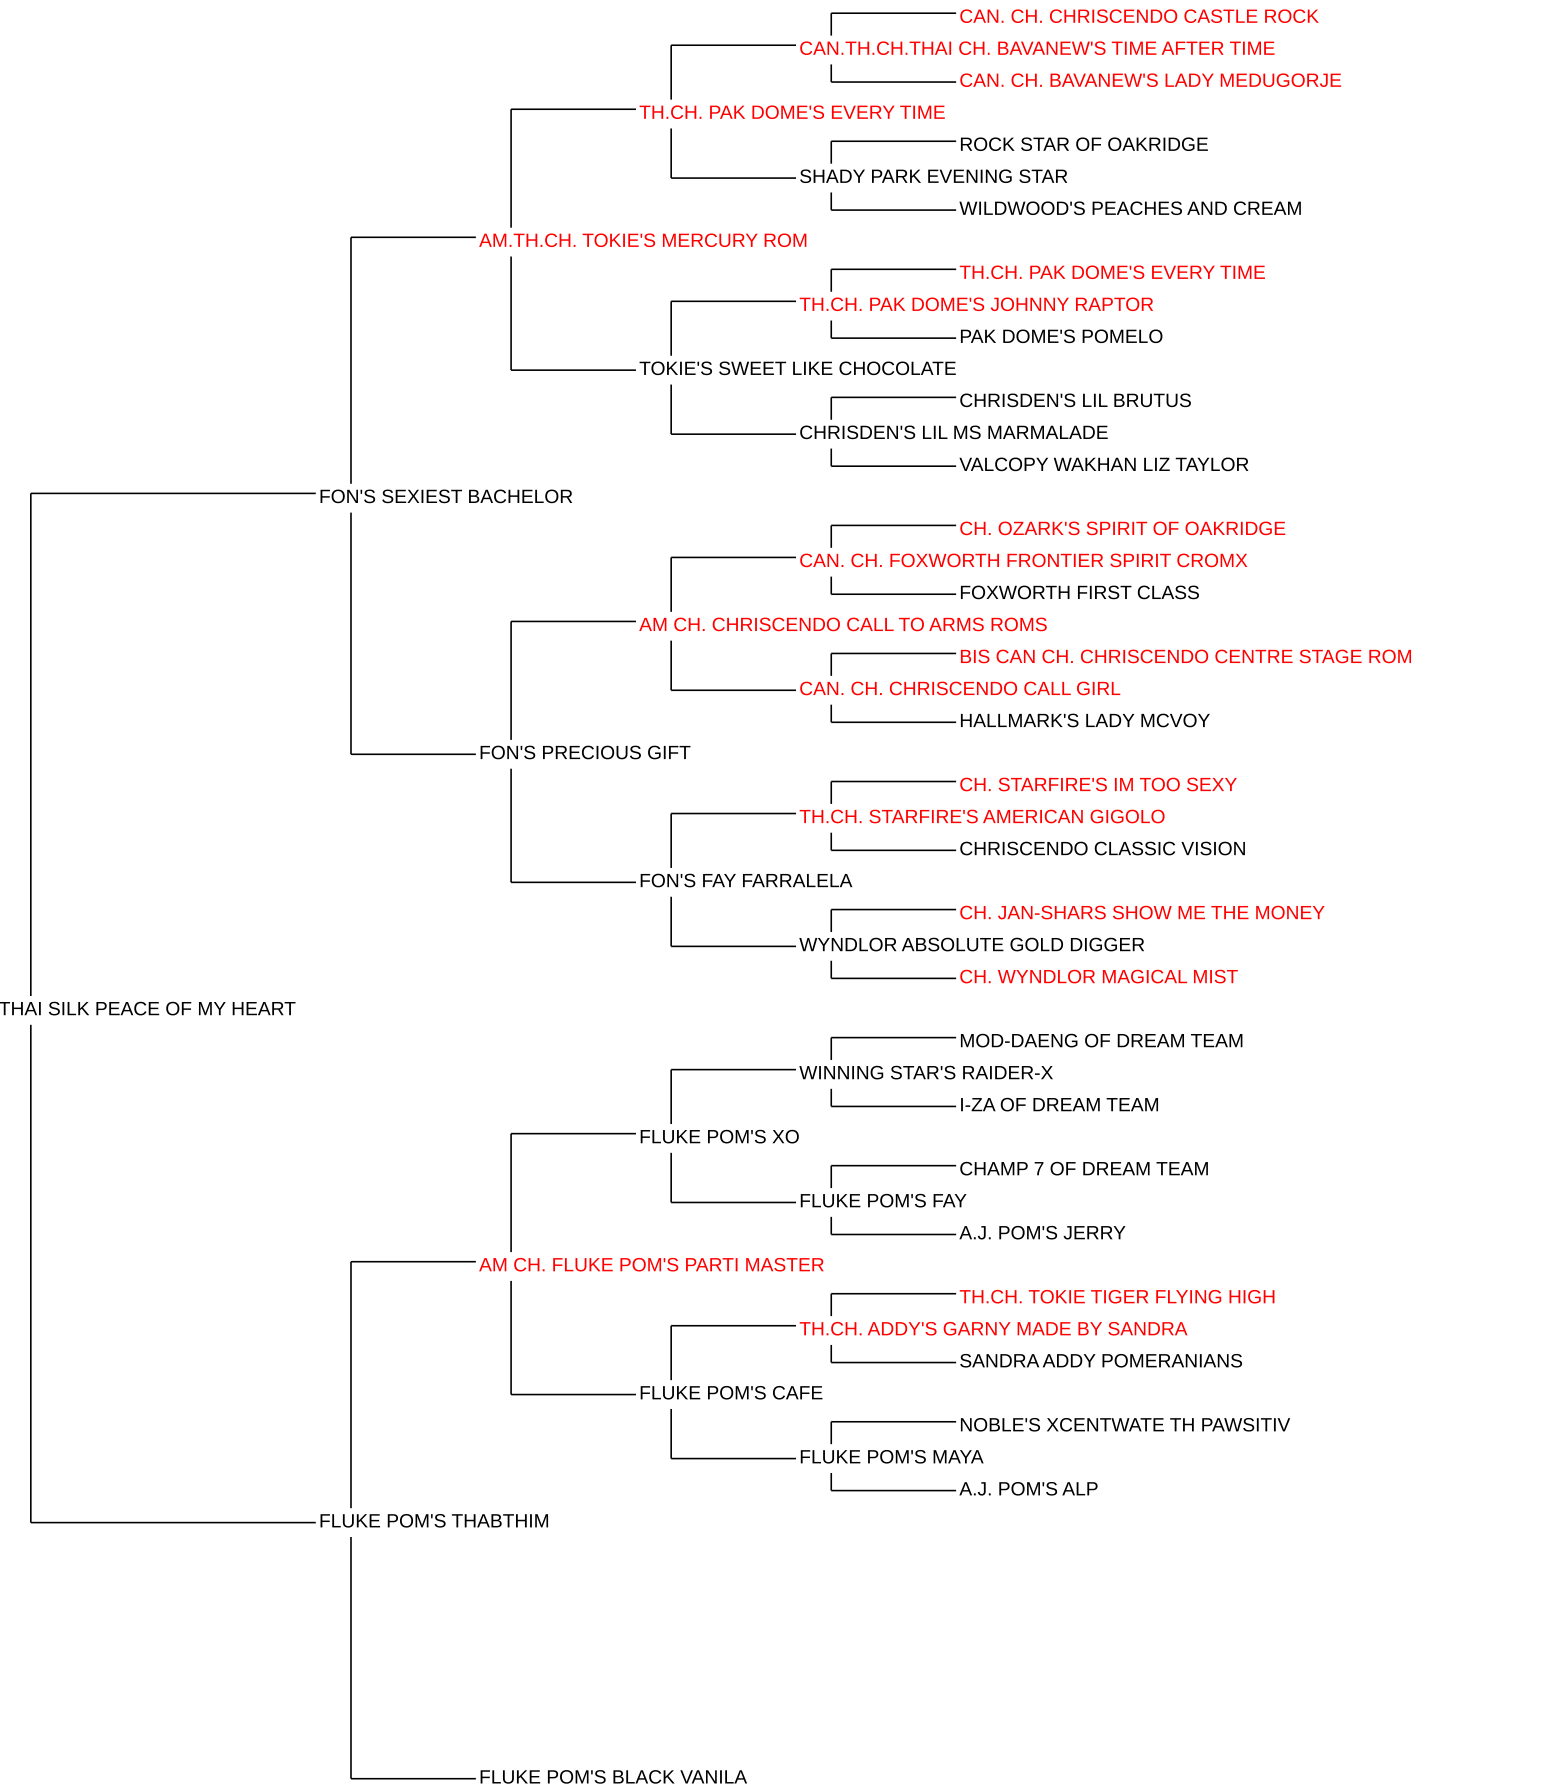 CAN. CH. CHRISCENDO CASTLE ROCK
CAN.TH.CH.THAI CH. BAVANEW'S TIME AFTER TIME
CAN. CH. BAVANEW'S LADY MEDUGORJE
TH.CH. PAK DOME'S EVERY TIME
ROCK STAR OF OAKRIDGE
SHADY PARK EVENING STAR
WILDWOOD'S PEACHES AND CREAM
AM.TH.CH. TOKIE'S MERCURY ROM
TH.CH. PAK DOME'S EVERY TIME
TH.CH. PAK DOME'S JOHNNY RAPTOR
PAK DOME'S POMELO
TOKIE'S SWEET LIKE CHOCOLATE
CHRISDEN'S LIL BRUTUS
CHRISDEN'S LIL MS MARMALADE
VALCOPY WAKHAN LIZ TAYLOR
FON'S SEXIEST BACHELOR
CH. OZARK'S SPIRIT OF OAKRIDGE
CAN. CH. FOXWORTH FRONTIER SPIRIT CROMX
FOXWORTH FIRST CLASS
AM CH. CHRISCENDO CALL TO ARMS ROMS
BIS CAN CH. CHRISCENDO CENTRE STAGE ROM
CAN. CH. CHRISCENDO CALL GIRL
HALLMARK'S LADY MCVOY
FON'S PRECIOUS GIFT
CH. STARFIRE'S IM TOO SEXY
TH.CH. STARFIRE'S AMERICAN GIGOLO
CHRISCENDO CLASSIC VISION
FON'S FAY FARRALELA
CH. JAN-SHARS SHOW ME THE MONEY
WYNDLOR ABSOLUTE GOLD DIGGER
CH. WYNDLOR MAGICAL MIST
THAI SILK PEACE OF MY HEART
MOD-DAENG OF DREAM TEAM
WINNING STAR'S RAIDER-X
I-ZA OF DREAM TEAM
FLUKE POM'S XO
CHAMP 7 OF DREAM TEAM
FLUKE POM'S FAY
A.J. POM'S JERRY
AM CH. FLUKE POM'S PARTI MASTER
TH.CH. TOKIE TIGER FLYING HIGH
TH.CH. ADDY'S GARNY MADE BY SANDRA
SANDRA ADDY POMERANIANS
FLUKE POM'S CAFE
NOBLE'S XCENTWATE TH PAWSITIV
FLUKE POM'S MAYA
A.J. POM'S ALP
FLUKE POM'S THABTHIM
FLUKE POM'S BLACK VANILA